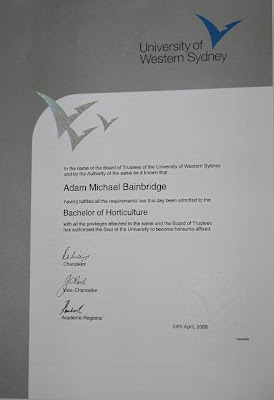 University of
Western Sydney
In the name of the Board of Trustees of the University of Western Sydney
and by the Authority of the same be it known that
Adam Michael Bainbridge
having fulfilled all the requirements has this day been admitted to the
Bachelor of Horticulture
with all the privileges attached to the same and the Board of Trustees
has authorised the Seal of the University to become hereunto affixed
Chancellor
Vice-Chancellor
Academic Registrar
24th April, 2008